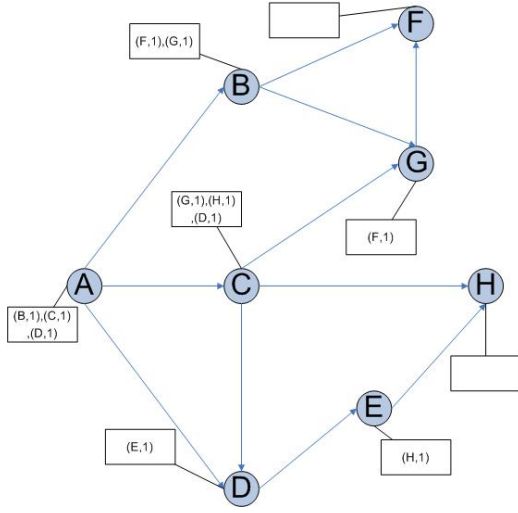 F
(F,1),(G,1)
B
G
(G,1),(H,1)
,(D,1)
(F,1)
A
C
H
(B,1),(C,1)
,(D,1)
E
(E,1)
(H,1)
D